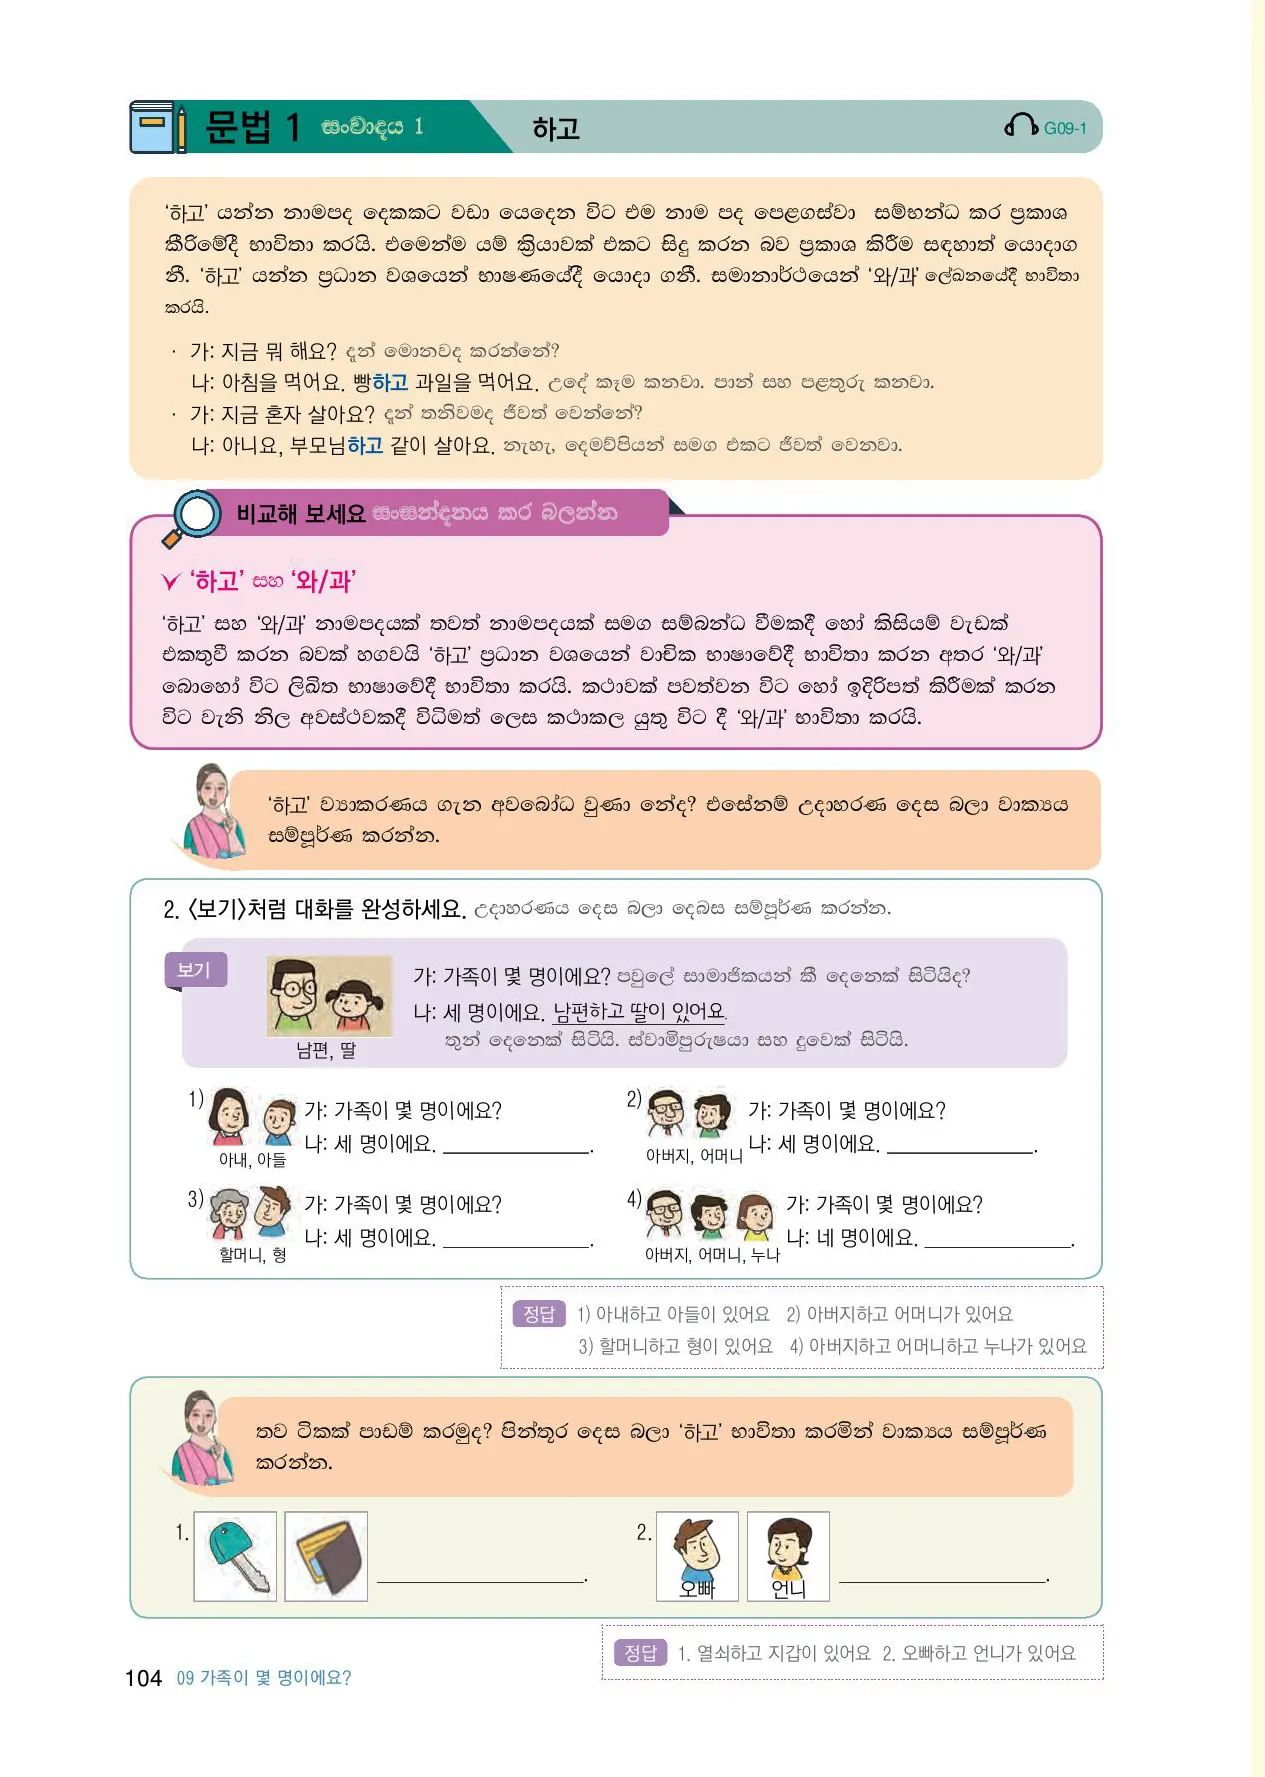 문법 1 සංවාදය 1 하고 G09-1
‘하고’ යන්න නාමපද දෙකකට වඩා යෙදෙන විට එම නාම පද පෙළගස්වා සම්භන්ධ කර ප්‍රකාශ
කිරිමේදී භාවිතා කරයි. එමෙන්ම යම් ක්‍රියාවක් එකට සිදු කරන බව ප්‍රකාශ කිරීම සඳහාත් යොදාග
නී. ‘하고’ යන්න ප්‍රධාන වශයෙන් භාෂණයේදී යොදා ගනී. සමානාර්ථයෙන් ‘와/과’ ලේඛනයේදී භාවිතා
කරයි.
· 가: 지금 뭐 해요? දැන් මොනවද කරන්නේ?
나: 아침을 먹어요. 빵하고 과일을 먹어요. උදේ කෑම කනවා. පාන් සහ පළතුරු කනවා.
· 가: 지금 혼자 살아요? දැන් තනිවමද ජීවත් වෙන්නේ?
나: 아니요, 부모님하고 같이 살아요. නැහැ, දෙමව්පියන් සමග එකට ජීවත් වෙනවා.
비교해 보세요 සංසන්දනය කර බලන්න
‘하고’ සහ ‘와/과’
‘하고’ සහ ‘와/과’ නාමපදයක් තවත් නාමපදයක් සමග සම්බන්ධ වීමකදී හෝ කිසියම් වැඩක්
එකතුවී කරන බවක් හගවයි ‘하고’ ප්‍රධාන වශයෙන් වාචික භාෂාවේදී භාවිතා කරන අතර ‘와/과’
බොහෝ විට ලිඛිත භාෂාවේදී භාවිතා කරයි. කථාවක් පවත්වන විට හෝ ඉදිරිපත් කිරීමක් කරන
විට වැනි නිල අවස්ථවකදී විධිමත් ලෙස කථාකල යුතු විට දී ‘와/과’ භාවිතා කරයි.
‘하고’ ව්‍යාකරණය ගැන අවබෝධ වුණා නේද? එසේනම් උදාහරණ දෙස බලා වාක්‍යය
සම්පූර්ණ කරන්න.
2. 〈보기〉처럼 대화를 완성하세요. උදාහරණය දෙස බලා දෙබස සම්පූර්ණ කරන්න.
보기
가: 가족이 몇 명이에요? පවුලේ සාමාජිකයන් කී දෙනෙක් සිටියිද?
나: 세 명이에요. 남편하고 딸이 있어요.
남편, 딸 තුන් දෙනෙක් සිටියි. ස්වාමිපුරුෂයා සහ දුවෙක් සිටියි.
1) 가: 가족이 몇 명이에요?
나: 세 명이에요. ____________.
아내, 아들
2) 가: 가족이 몇 명이에요?
나: 세 명이에요. ____________.
아버지, 어머니
3) 가: 가족이 몇 명이에요?
나: 세 명이에요. ____________.
할머니, 형
4) 가: 가족이 몇 명이에요?
나: 네 명이에요. ____________.
아버지, 어머니, 누나
정답 1) 아내하고 아들이 있어요 2) 아버지하고 어머니가 있어요
3) 할머니하고 형이 있어요 4) 아버지하고 어머니하고 누나가 있어요
තව ටිකක් පාඩම් කරමුද? පින්තූර දෙස බලා ‘하고’ භාවිතා කරමින් වාක්‍යය සම්පූර්ණ
කරන්න.
1. ____________.
2. 오빠 언니 ____________.
정답 1. 열쇠하고 지갑이 있어요 2. 오빠하고 언니가 있어요
104 09 가족이 몇 명이에요?